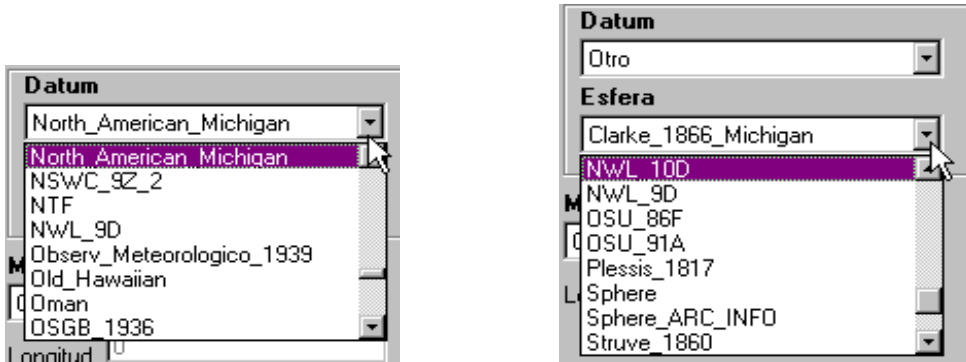 Datum
North_American_Michigan
North_American_Michigan
NSWC_9Z_2
NTF
NWL_9D
Observ_Meteorologico_1939
Old_Hawaiian
Oman
OSGB_1936
Longitud
Datum
Otro
Esfera
Clarke_1866_Michigan
NWL_10D
NWL_9D
OSU_86F
OSU_91A
Plessis_1817
Sphere
Sphere_ARC_INFO
Struve_1860